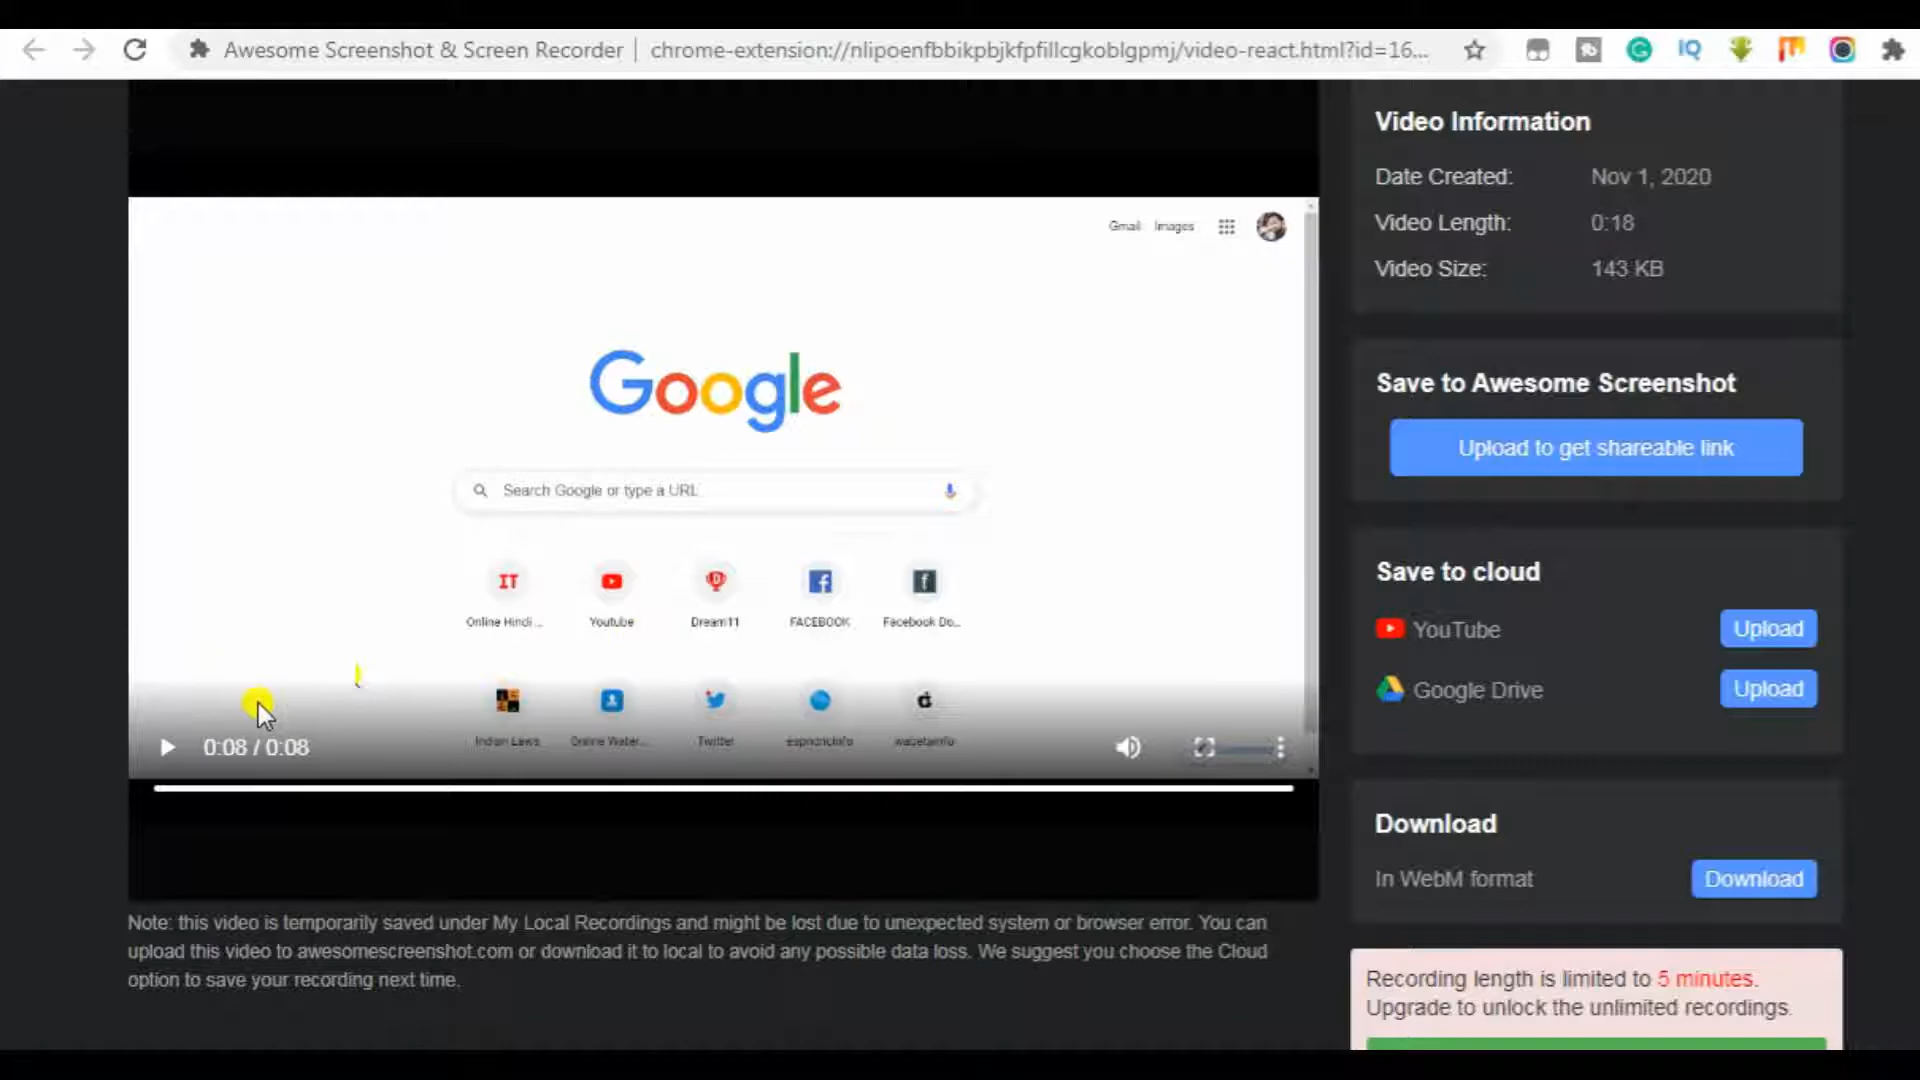 Awesome Screenshot & Screen Recorder | chrome-extension://nlipoenfbbikpbjkfpfillcgkoblgpmj/video-react.html?id=16...
IQ
Video Information
Date Created: Nov 1, 2020
Video Length: 0:18
Video Size: 143 KB
Gmail Images
Google
Search Google or type a URL
IT
Online Hindi ... Youtube Dream11 FACEBOOK Facebook Do...
Indian Laws Online Water... Twitter espncricinfo wabetainfo
0:08 / 0:08
Save to Awesome Screenshot
Upload to get shareable link
Save to cloud
YouTube Upload
Google Drive Upload
Download
In WebM format Download
Note: this video is temporarily saved under My Local Recordings and might be lost due to unexpected system or browser error. You can
upload this video to awesomescreenshot.com or download it to local to avoid any possible data loss. We suggest you choose the Cloud
option to save your recording next time.
Recording length is limited to 5 minutes.
Upgrade to unlock the unlimited recordings.